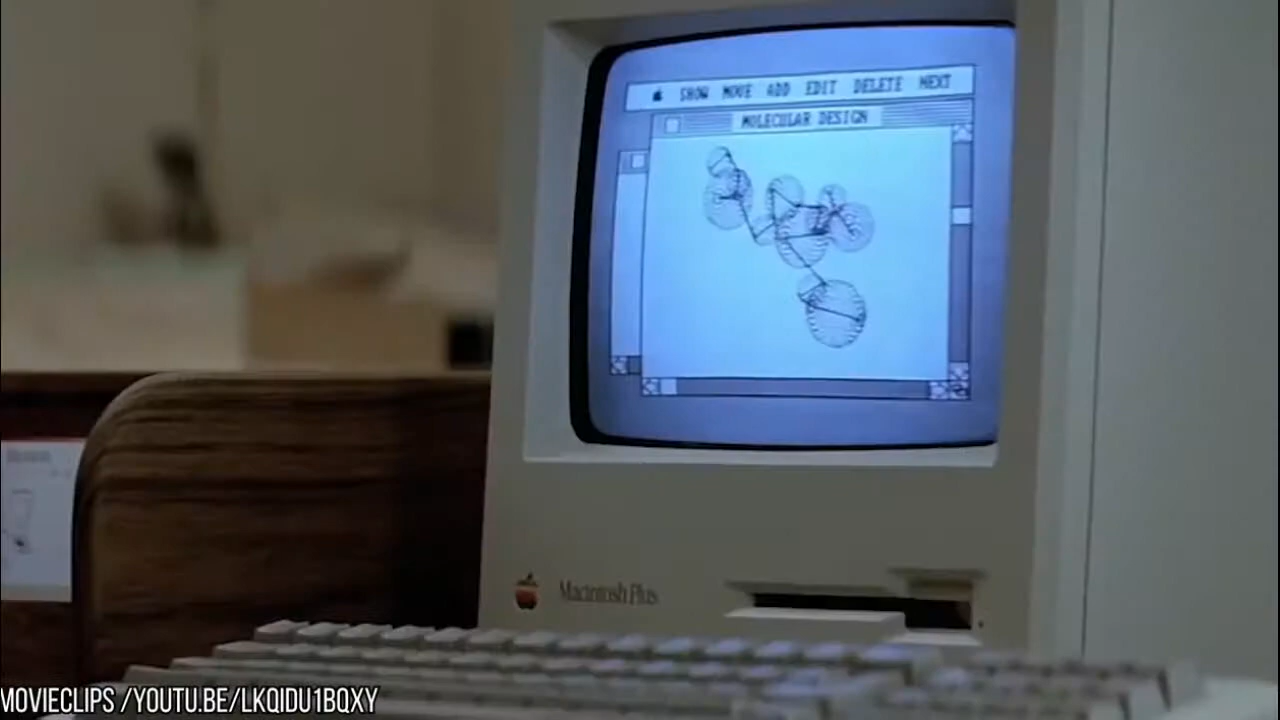 SHOW MOVE ADD EDIT DELETE NEXT
MOLECULAR DESIGN
Macintosh Plus
MOVIECLIPS /YOUTU.BE/LKQIDU1BQXY